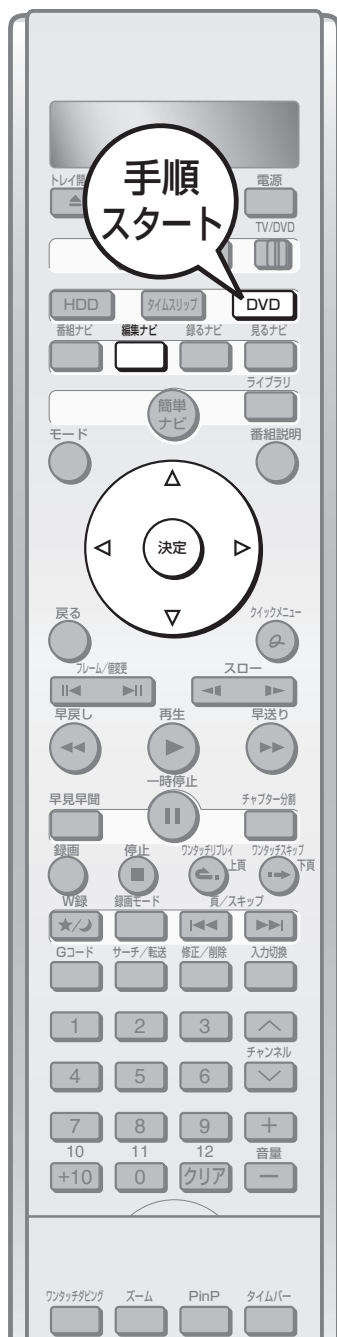 手順
スタート
トレイ開
電源
TV/DVD
HDD タイムスリップ DVD
番組ナビ 編集ナビ 録るナビ 見るナビ
ライブラリ
簡単
ナビ
モード 番組説明
決定
戻る クイックメニュー
フレーム/値変更 スロー
早戻し 再生 早送り
一時停止
早見早聞 チャプター分割
録画 停止 ワンタッチリプレイ ワンタッチスキップ
上頁 下頁
W録 録画モード 頁/スキップ
Gコード サーチ/転送 修正/削除 入力切換
1 2 3
チャンネル
4 5 6
7 8 9 +
10 11 12 音量
+10 0 クリア −
ワンタッチダビング ズーム PinP タイムバー